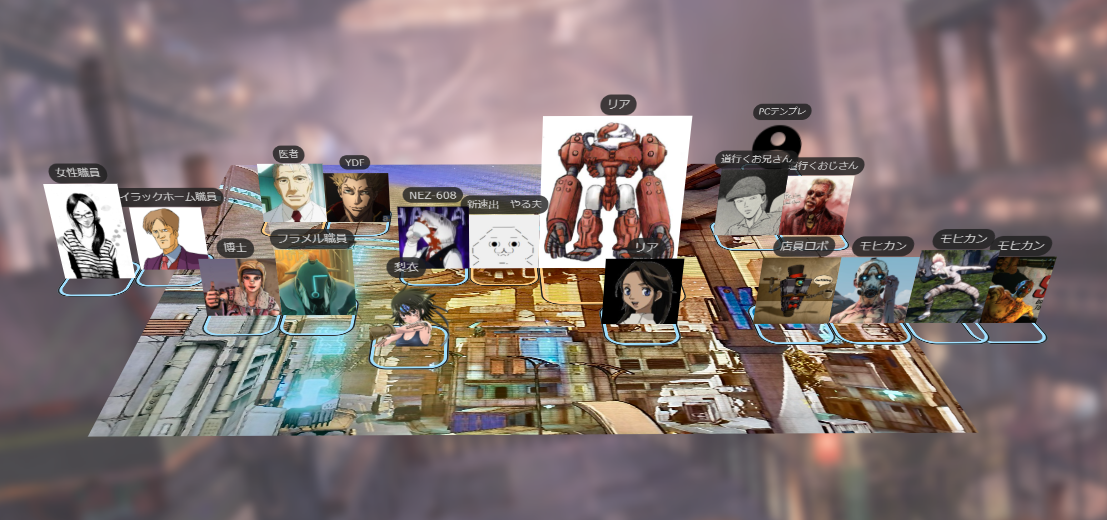 リア
PCテンプレ
医者
YDF
道行くお兄さん
道行くおじさん
女性職員
イラックホーム職員
NEZ-608
新速出 やる夫
博士
フラメル職員
リア
店員ロボ
モヒカン
モヒカン
モヒカン
梨衣